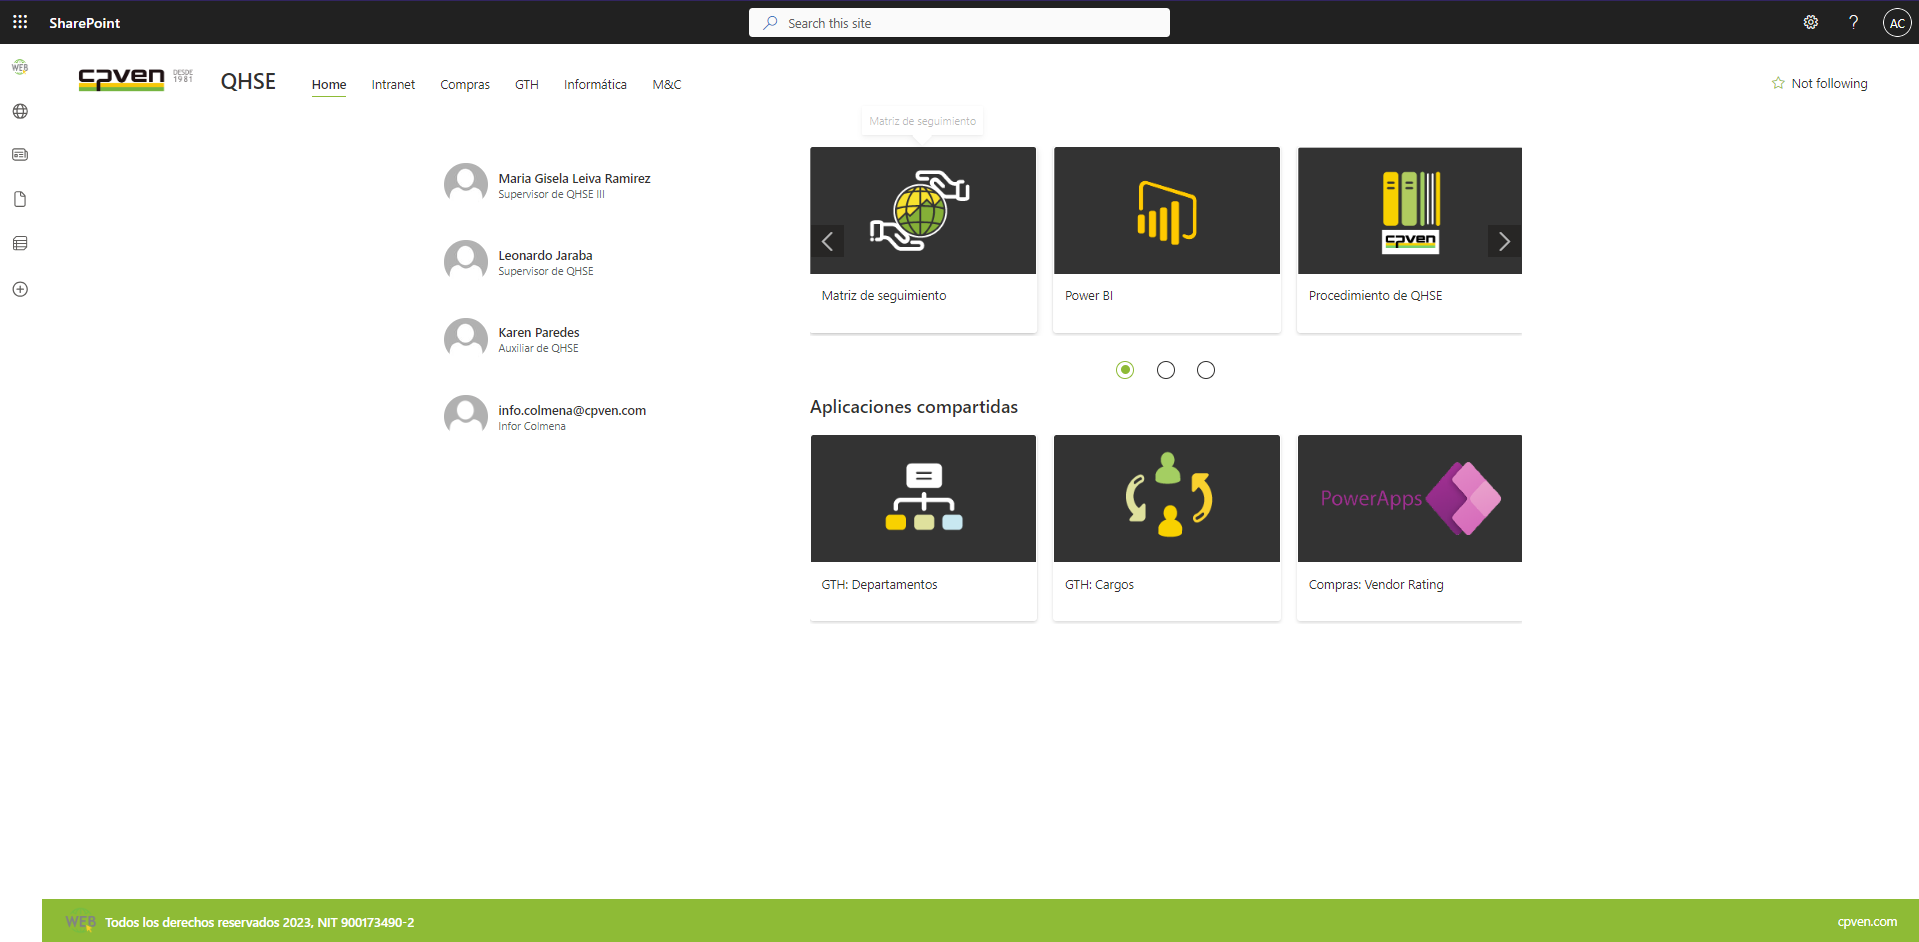 SharePoint
Search this site
AC
WEB
cpven DESDE 1981
QHSE
Home Intranet Compras GTH Informática M&C
Not following
Matriz de seguimiento
Maria Gisela Leiva Ramirez
Supervisor de QHSE III
Leonardo Jaraba
Supervisor de QHSE
Karen Paredes
Auxiliar de QHSE
info.colmena@cpven.com
Infor Colmena
cpven
Matriz de seguimiento
Power BI
Procedimiento de QHSE
Aplicaciones compartidas
PowerApps
GTH: Departamentos
GTH: Cargos
Compras: Vendor Rating
WEB
Todos los derechos reservados 2023, NIT 900173490-2
cpven.com